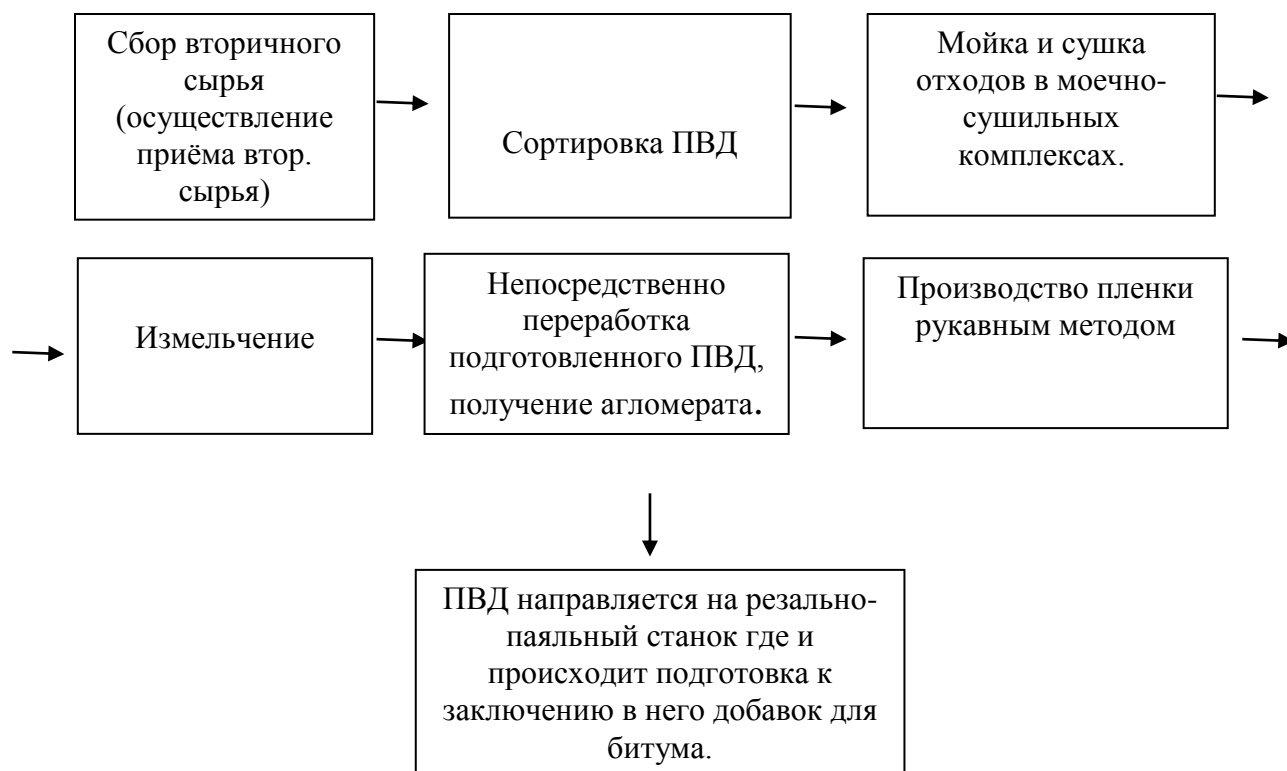 Сбор вторичного
сырья
(осуществление
приёма втор.
сырья)
Сортировка ПВД
Мойка и сушка
отходов в моечно-
сушильных
комплексах.
Измельчение
Непосредственно
переработка
подготовленного ПВД,
получение агломерата.
Производство пленки
рукавным методом
ПВД направляется на резально-
паяльный станок где и
происходит подготовка к
заключению в него добавок для
битума.